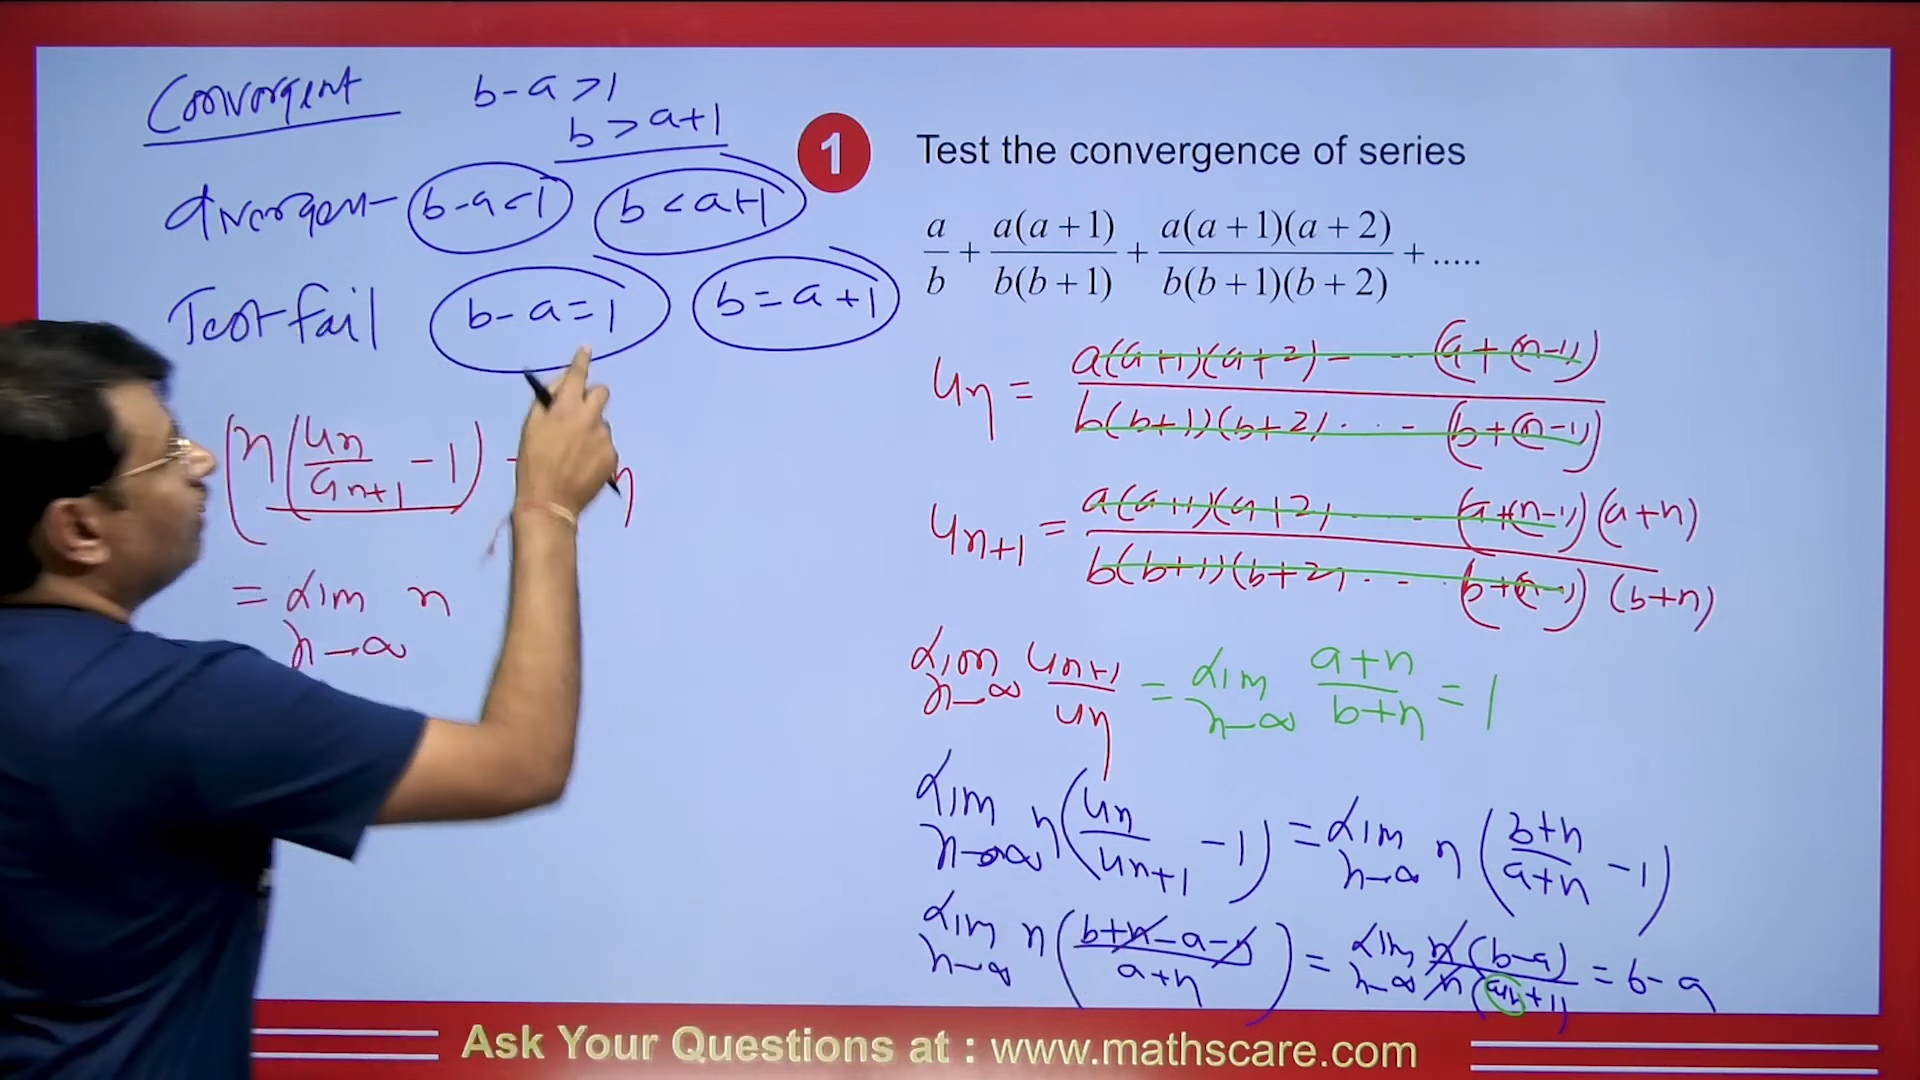 Convergent b-a>1
b>a+1
divergent b-a<1 b<a+1
Test fail b-a=1 b=a+1
(n(un/an+1 -1)
= Lim n
n→∞
1 Test the convergence of series
a/b + a(a+1)/b(b+1) + a(a+1)(a+2)/b(b+1)(b+2) + .....
un = a(a+1)(a+2)- -- (a+(n-1))/b(b+1)(b+2)... - (b+(n-1))
un+1 = a(a+1)(a+2)... -- (a+(n-1))(a+n)/b(b+1)(b+2)... -- (b+(n-1))(b+n)
Lim n→∞ un+1/un = Lim n→∞ a+n/b+n = 1
Lim n→∞ n(un/un+1 -1) = Lim n→∞ n(b+n/a+n -1)
Lim n→∞ n(b+n-a-n/a+n) = Lim n→∞ n(b-a)/n(a/n+1) = b-a
Ask Your Questions at : www.mathscare.com